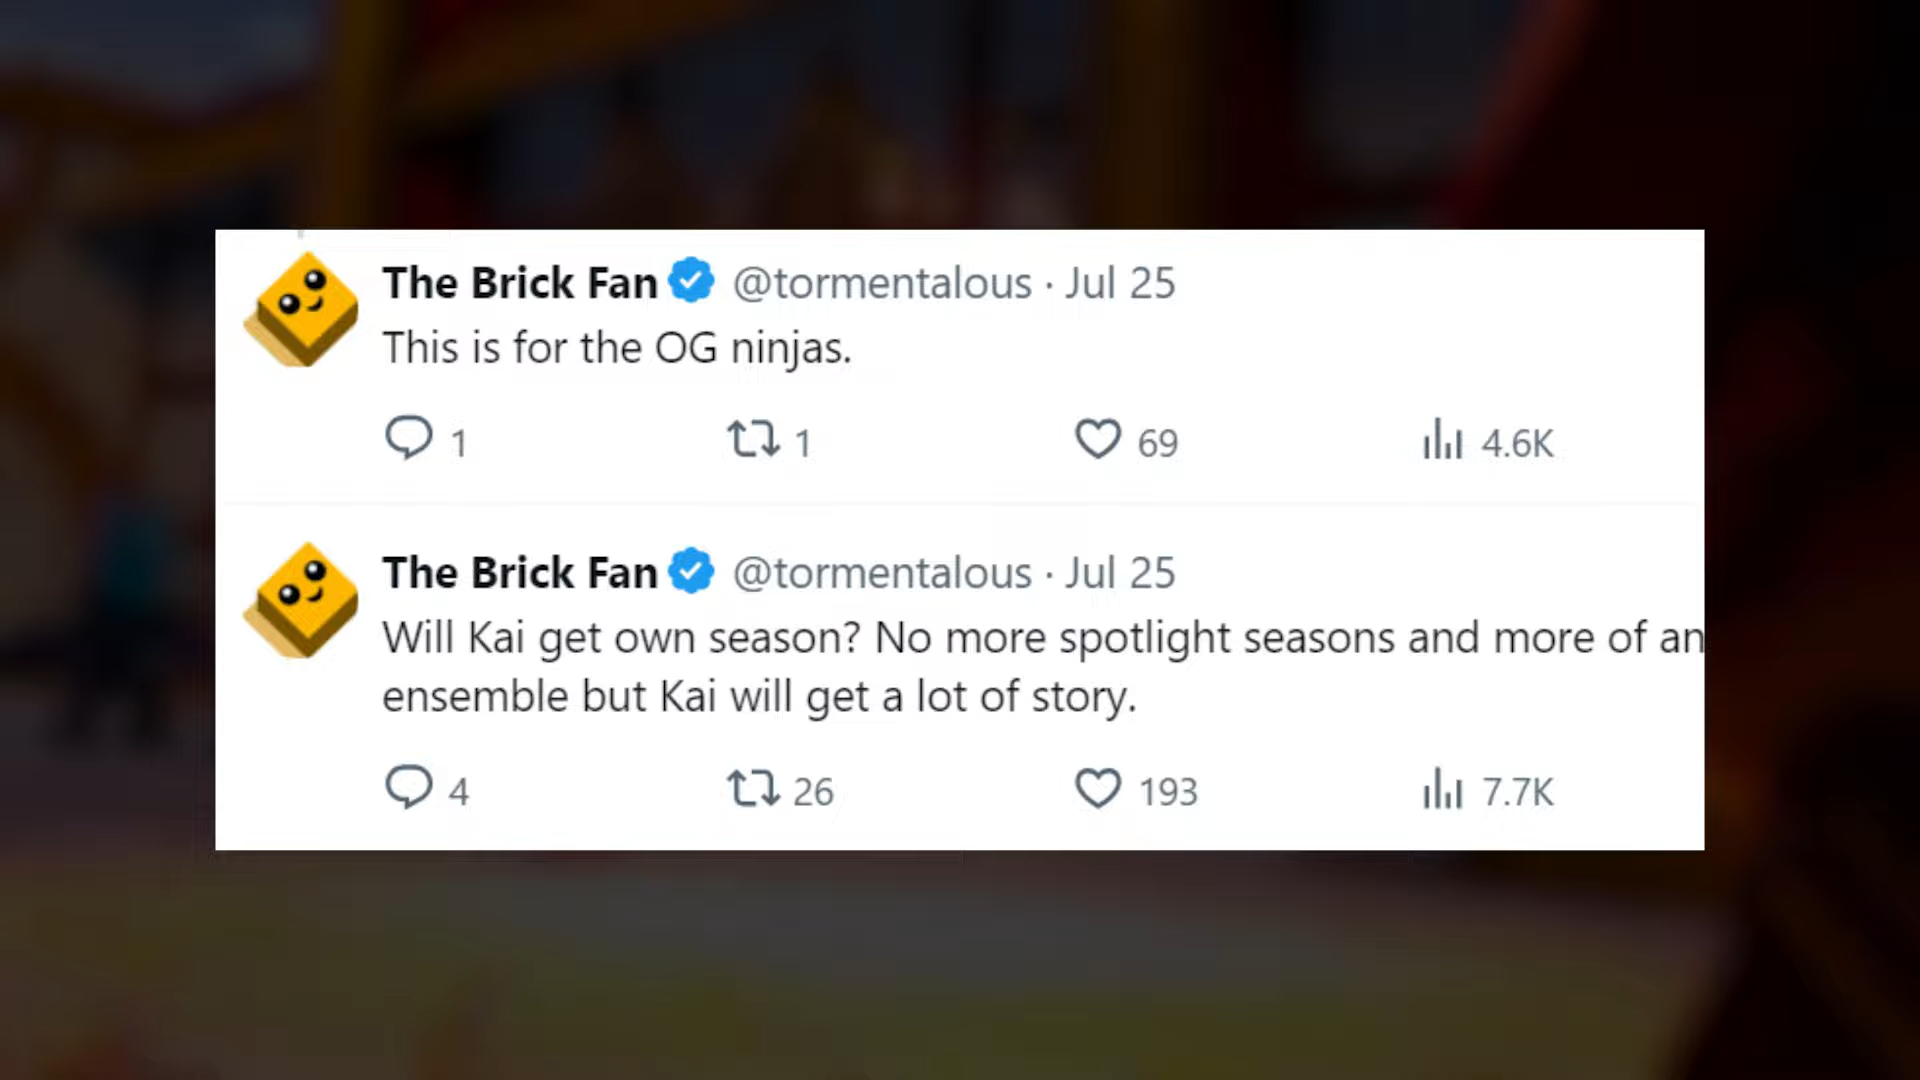 The Brick Fan @tormentalous · Jul 25
This is for the OG ninjas.
1 1 69 4.6K
The Brick Fan @tormentalous · Jul 25
Will Kai get own season? No more spotlight seasons and more of an
ensemble but Kai will get a lot of story.
4 26 193 7.7K